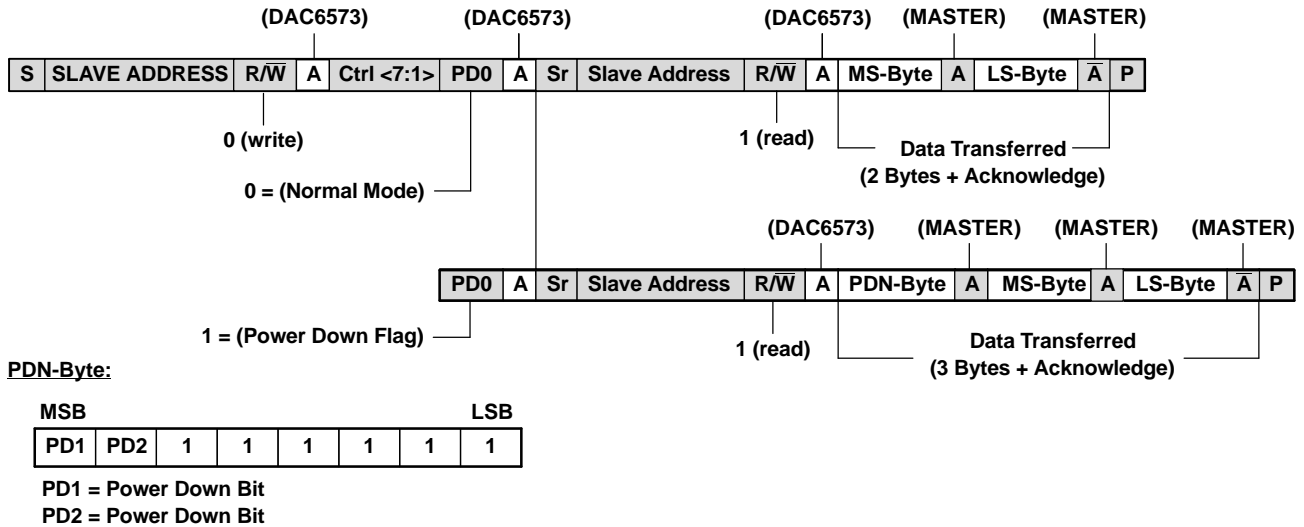 (DAC6573) (DAC6573) (DAC6573) (MASTER) (MASTER)
S SLAVE ADDRESS R/W̅ A Ctrl <7:1> PD0 A Sr Slave Address R/W̅ A MS-Byte A LS-Byte A̅ P
0 (write) 1 (read) Data Transferred
(2 Bytes + Acknowledge)
0 = (Normal Mode)
(DAC6573) (MASTER) (MASTER) (MASTER)
PD0 A Sr Slave Address R/W̅ A PDN-Byte A MS-Byte A LS-Byte A̅ P
1 = (Power Down Flag) 1 (read) Data Transferred
(3 Bytes + Acknowledge)
PDN-Byte:
MSB LSB
PD1 PD2 1 1 1 1 1 1
PD1 = Power Down Bit
PD2 = Power Down Bit